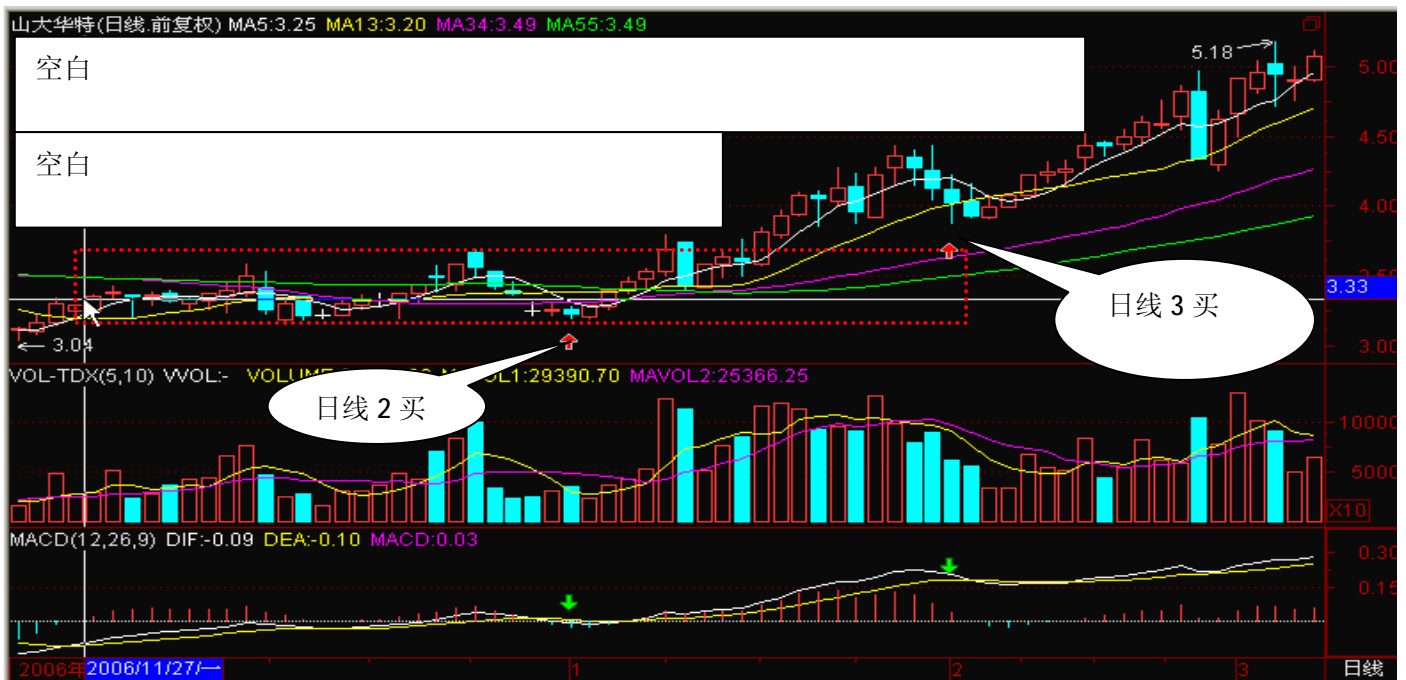 山大华特(日线.前复权) MA5:3.25 MA13:3.20 MA34:3.49 MA55:3.49
空白
5.18
5.00
4.50
空白
4.00
3.50
3.33
日线 3 买
3.04
3.00
VOL-TDX(5,10) VVOL:- MAVOL2:25366.25
日线 2 买
10000
5000
X10
MACD(12,26,9) DIF:-0.09 DEA:-0.10 MACD:0.03
0.30
0.15
2006年 2006/11/27/一 1 2 3 日线